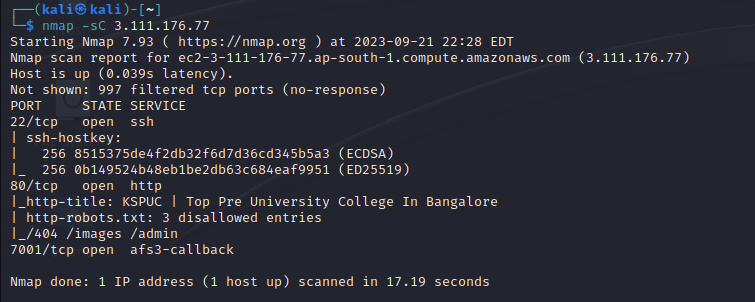 ┌──(kali㉿kali)-[~]
└─$ nmap -sC 3.111.176.77
Starting Nmap 7.93 ( https://nmap.org ) at 2023-09-21 22:28 EDT
Nmap scan report for ec2-3-111-176-77.ap-south-1.compute.amazonaws.com (3.111.176.77)
Host is up (0.039s latency).
Not shown: 997 filtered tcp ports (no-response)
PORT     STATE SERVICE
22/tcp   open  ssh
| ssh-hostkey:
|   256 8515375de4f2db32f6d7d36cd345b5a3 (ECDSA)
|_  256 0b149524b48eb1be2db63c684eaf9951 (ED25519)
80/tcp   open  http
|_http-title: KSPUC | Top Pre University College In Bangalore
| http-robots.txt: 3 disallowed entries
|_/404 /images /admin
7001/tcp open  afs3-callback
Nmap done: 1 IP address (1 host up) scanned in 17.19 seconds